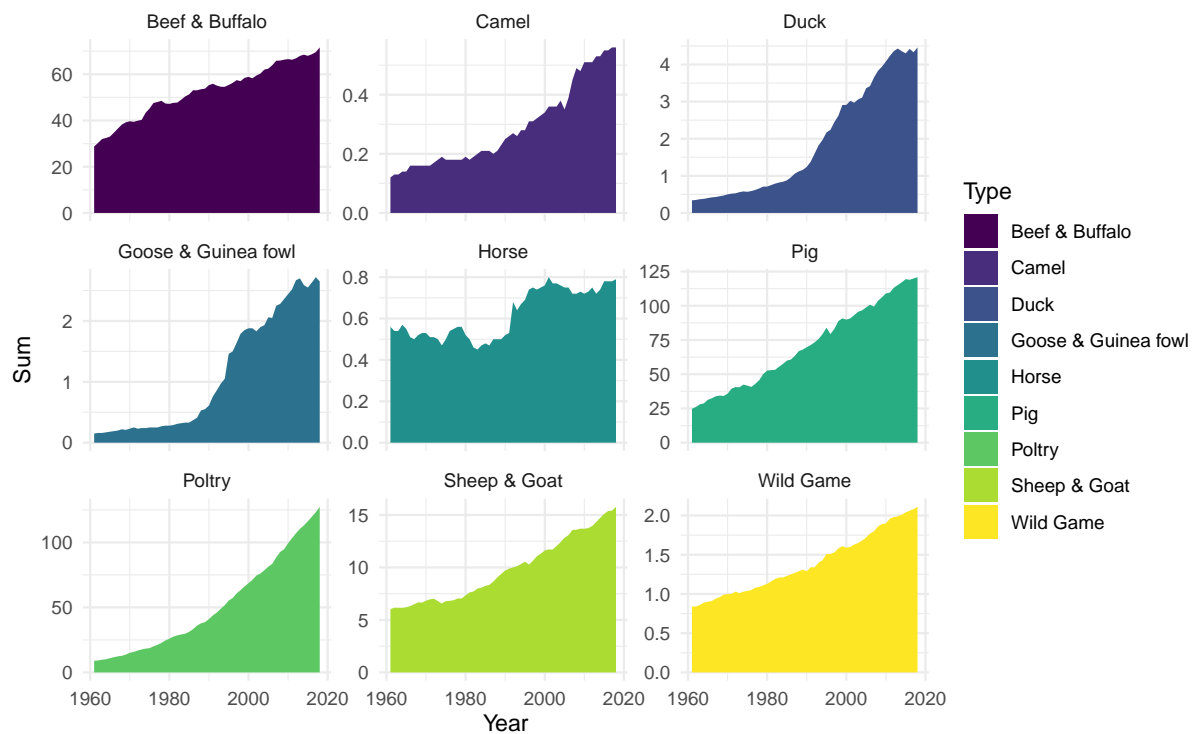 Beef & Buffalo
Camel
Duck
60
40
20
0
0.4
0.2
0.0
4
3
2
1
0
Goose & Guinea fowl
Horse
Pig
2
1
0
0.8
0.6
0.4
0.2
0.0
125
100
75
50
25
0
Poltry
Sheep & Goat
Wild Game
100
50
0
15
10
5
0
2.0
1.5
1.0
0.5
0.0
1960 1980 2000 2020
1960 1980 2000 2020
1960 1980 2000 2020
Sum
Year
Type
Beef & Buffalo
Camel
Duck
Goose & Guinea fowl
Horse
Pig
Poltry
Sheep & Goat
Wild Game